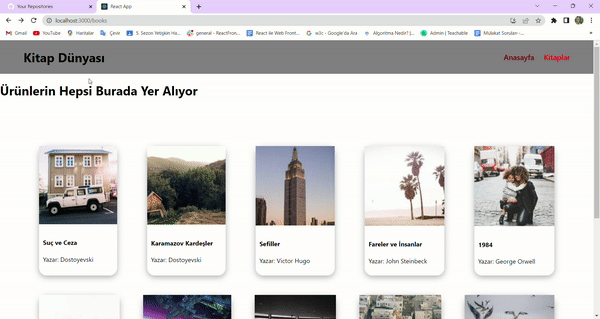 Your Repositories
React App
localhost:3000/books
Gmail
YouTube
Haritalar
Çevir
5. Sezon Yetişkin Ha...
general - ReactFron...
React ile Web Front...
w3c - Google'da Ara
Algoritma Nedir? |...
Admin | Teachable
Mülakat Soruları -...
Kitap Dünyası
Anasayfa
Kitaplar
Ürünlerin Hepsi Burada Yer Alıyor
Suç ve Ceza
Yazar: Dostoyevski
Karamazov Kardeşler
Yazar: Dostoyevski
Sefiller
Yazar: Victor Hugo
Fareler ve İnsanlar
Yazar: John Steinbeck
1984
Yazar: George Orwell